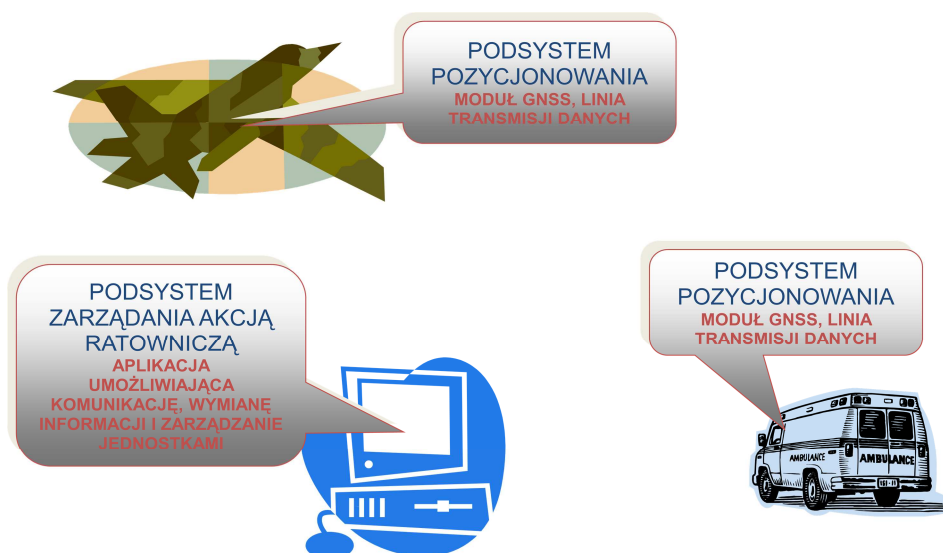 PODSYSTEM
POZYCJONOWANIA
MODUŁ GNSS, LINIA
TRANSMISJI DANYCH
PODSYSTEM
ZARZĄDANIA AKCJĄ
RATOWNICZĄ
APLIKACJA
UMOŻLIWIAJĄCA
KOMUNIKACJĘ, WYMIANĘ
INFORMACJI I ZARZĄDZANIE
JEDNOSTKAMI
PODSYSTEM
POZYCJONOWANIA
MODUŁ GNSS, LINIA
TRANSMISJI DANYCH
AMBULANCE
AMBULANCE